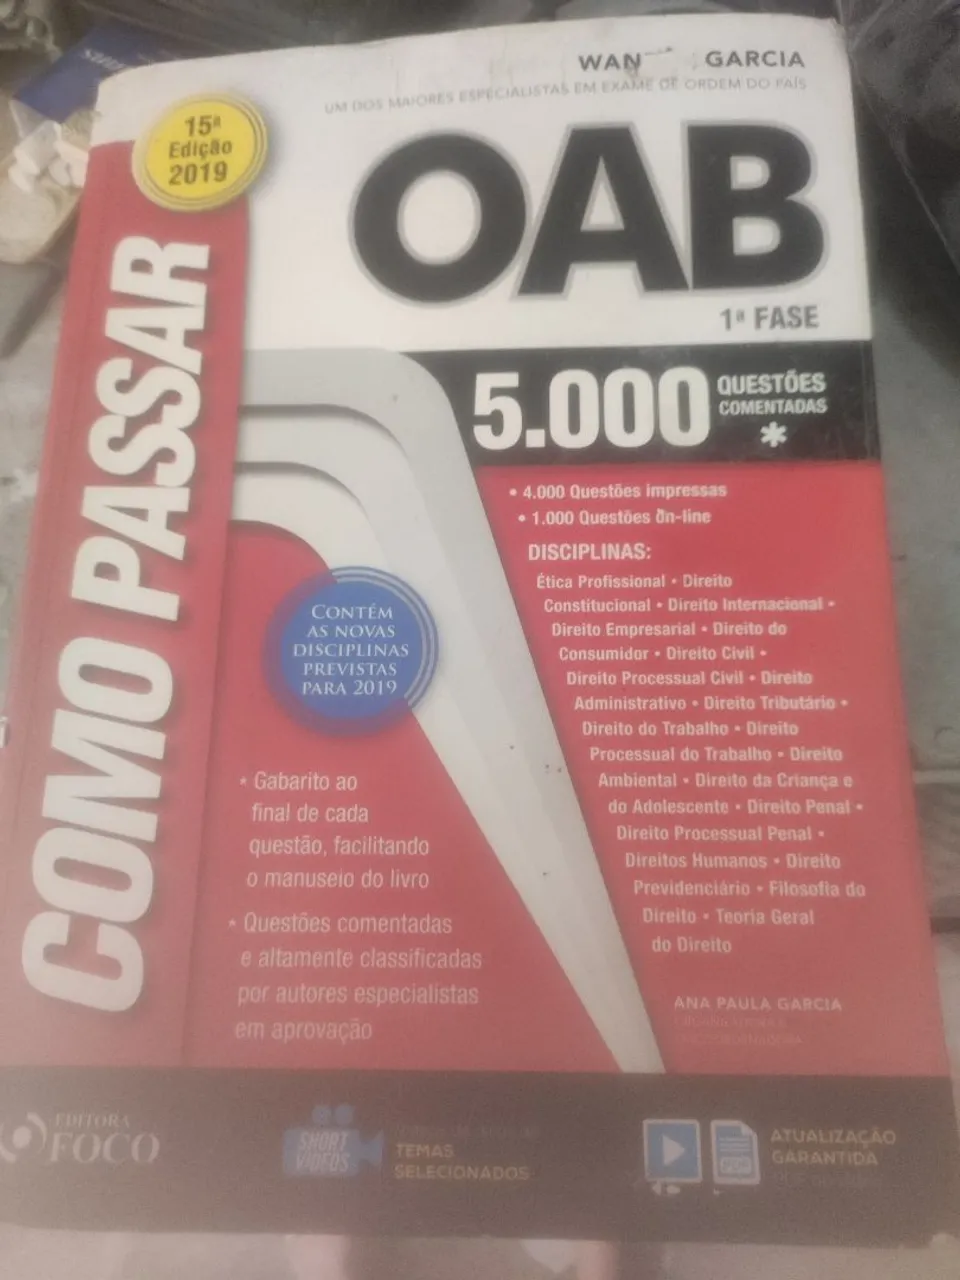 WAN GARCIA
UM DOS MAIORES ESPECIALISTAS EM EXAME DE ORDEM DO PAÍS
15ª
Edição
2019
OAB
1ª FASE
COMO PASSAR
5.000 QUESTÕES
COMENTADAS
*
• 4.000 Questões impressas
• 1.000 Questões on-line
DISCIPLINAS:
Ética Profissional • Direito
Constitucional • Direito Internacional •
Direito Empresarial • Direito do
Consumidor • Direito Civil •
Direito Processual Civil • Direito
Administrativo • Direito Tributário •
Direito do Trabalho • Direito
Processual do Trabalho • Direito
Ambiental • Direito da Criança e
do Adolescente • Direito Penal •
Direito Processual Penal •
Direitos Humanos • Direito
Previdenciário • Filosofia do
Direito • Teoria Geral
do Direito
CONTÉM
AS NOVAS
DISCIPLINAS
PREVISTAS
PARA 2019
* Gabarito ao
final de cada
questão, facilitando
o manuseio do livro
* Questões comentadas
e altamente classificadas
por autores especialistas
em aprovação
ANA PAULA GARCIA
EDITORA
FOCO
SHORT
VIDEOS
TEMAS
SELECIONADOS
PDF
ATUALIZAÇÃO
GARANTIDA